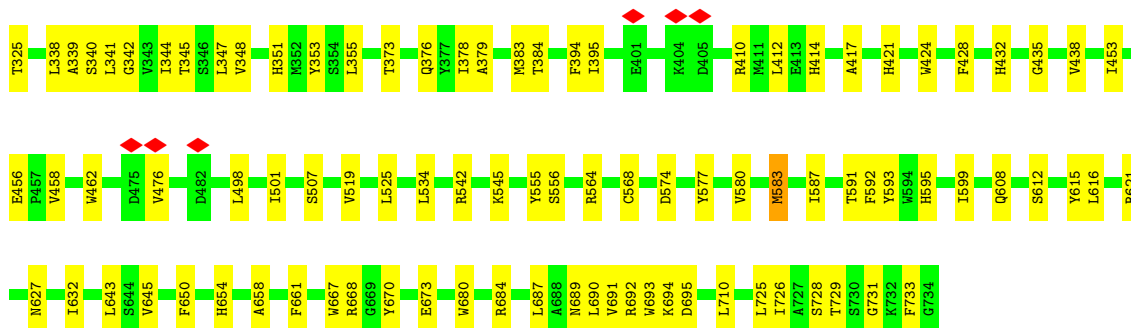 T325 L338 A339 S340 L341 G342 V343 I344 T345 S346 L347 V348 H351 M352 Y353 S354 L355 T373 Q376 Y377 I378 A379 M383 T384 F394 I395 E401 K404 D405 R410 M411 L412 E413 H414 A417 H421 W424 F428 H432 G435 V438 I453
E456 P457 V458 W462 D475 V476 D482 L498 I501 S507 V519 L525 L534 R542 K545 Y555 S556 R564 C568 D574 Y577 V580 M583 I587 T591 F592 Y593 W594 H595 I599 Q608 S612 Y615 L616
N627 I632 L643 S644 V645 F650 H654 A658 F661 W667 R668 G669 Y670 E673 W680 R684 L687 A688 N689 L690 V691 R692 W693 K694 D695 L710 L725 I726 A727 S728 T729 S730 G731 K732 F733 G734